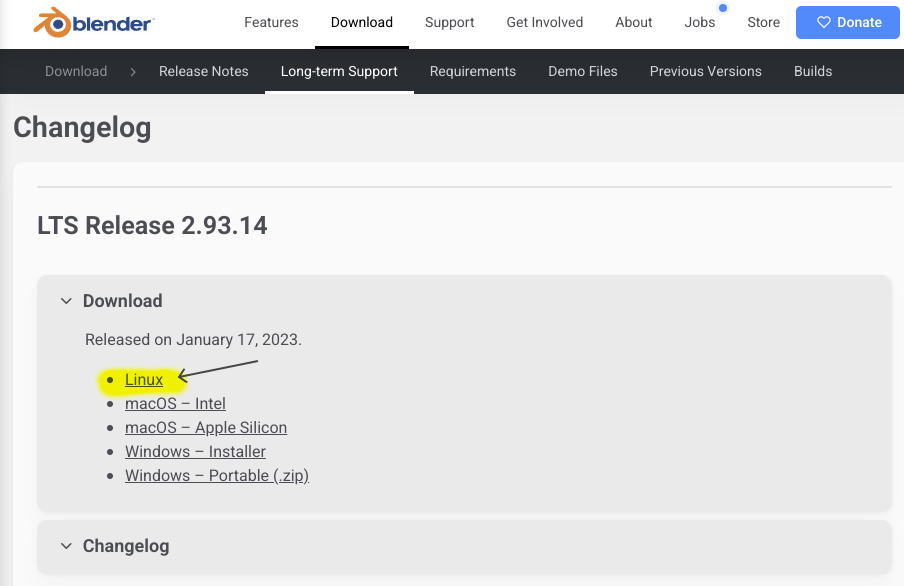 blender
Features Download Support Get Involved About Jobs Store Donate
Download Release Notes Long-term Support Requirements Demo Files Previous Versions Builds
Changelog
LTS Release 2.93.14
Download
Released on January 17, 2023.
Linux
macOS – Intel
macOS – Apple Silicon
Windows – Installer
Windows – Portable (.zip)
Changelog